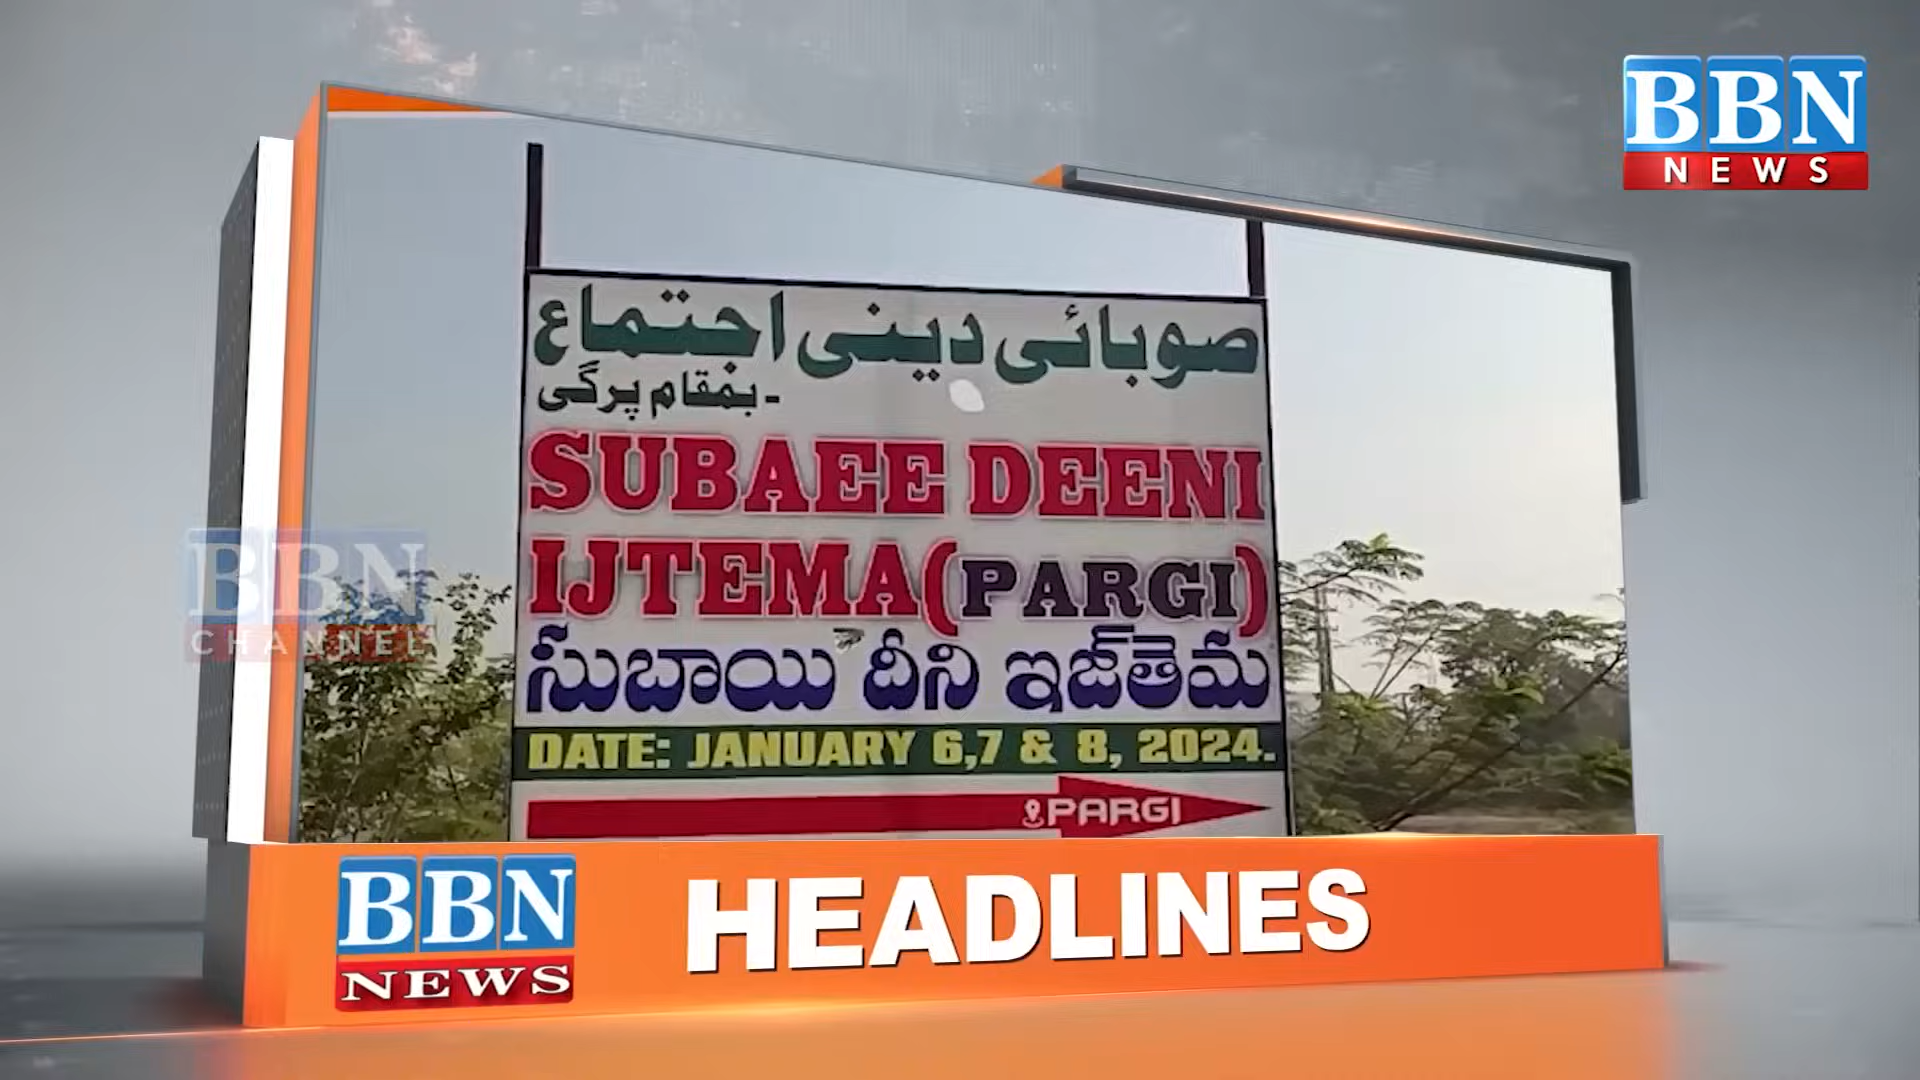 BBN
NEWS
صوبائی دینی اجتماع
بمقام پرگی -
SUBAEE DEENI
IJTEMA (PARGI)
సుబాయి దీని ఇజ్తెమ
DATE: JANUARY 6,7 & 8, 2024.
PARGI
BBN
CHANNEL
BBN
NEWS
HEADLINES